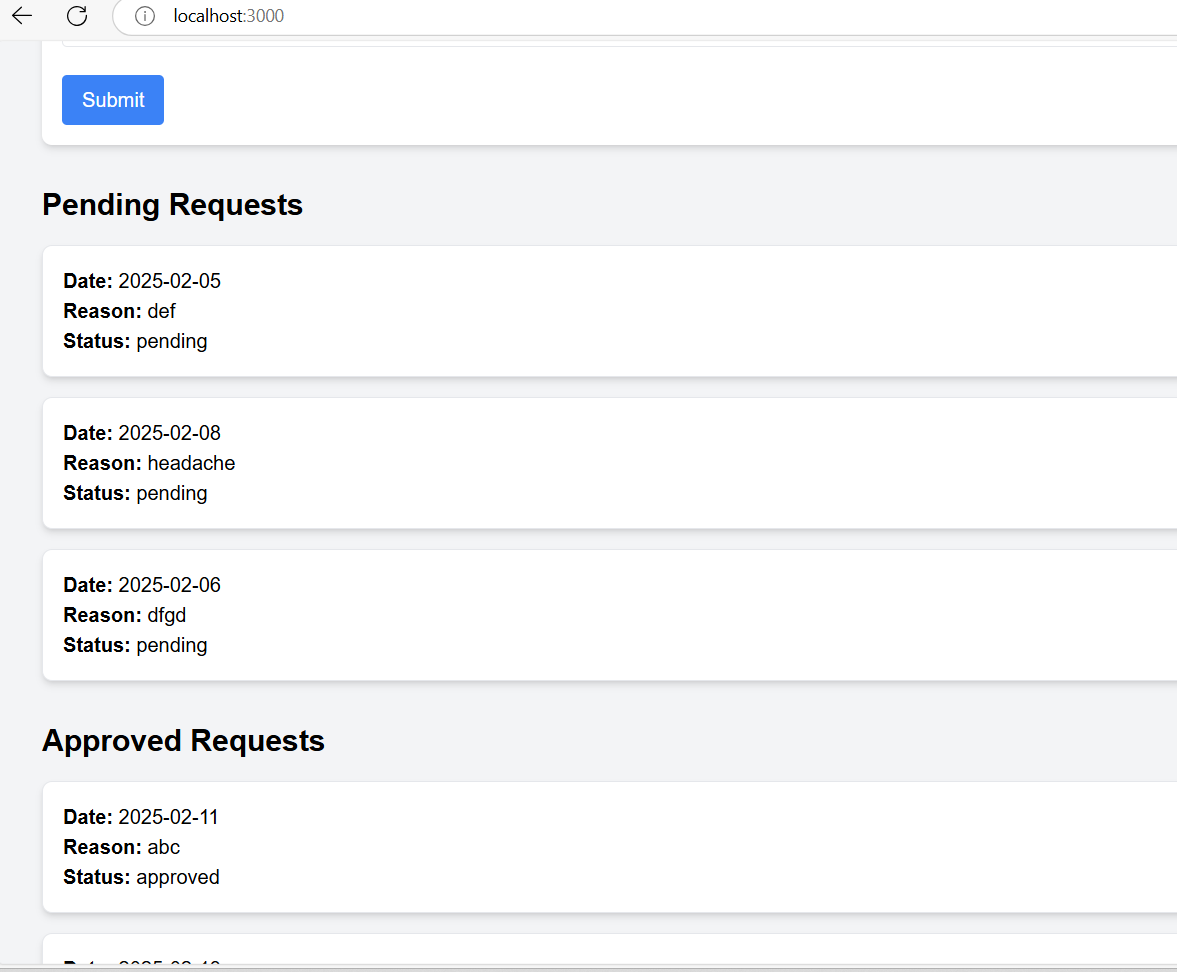 localhost:3000
Submit
Pending Requests
Date: 2025-02-05
Reason: def
Status: pending
Date: 2025-02-08
Reason: headache
Status: pending
Date: 2025-02-06
Reason: dfgd
Status: pending
Approved Requests
Date: 2025-02-11
Reason: abc
Status: approved